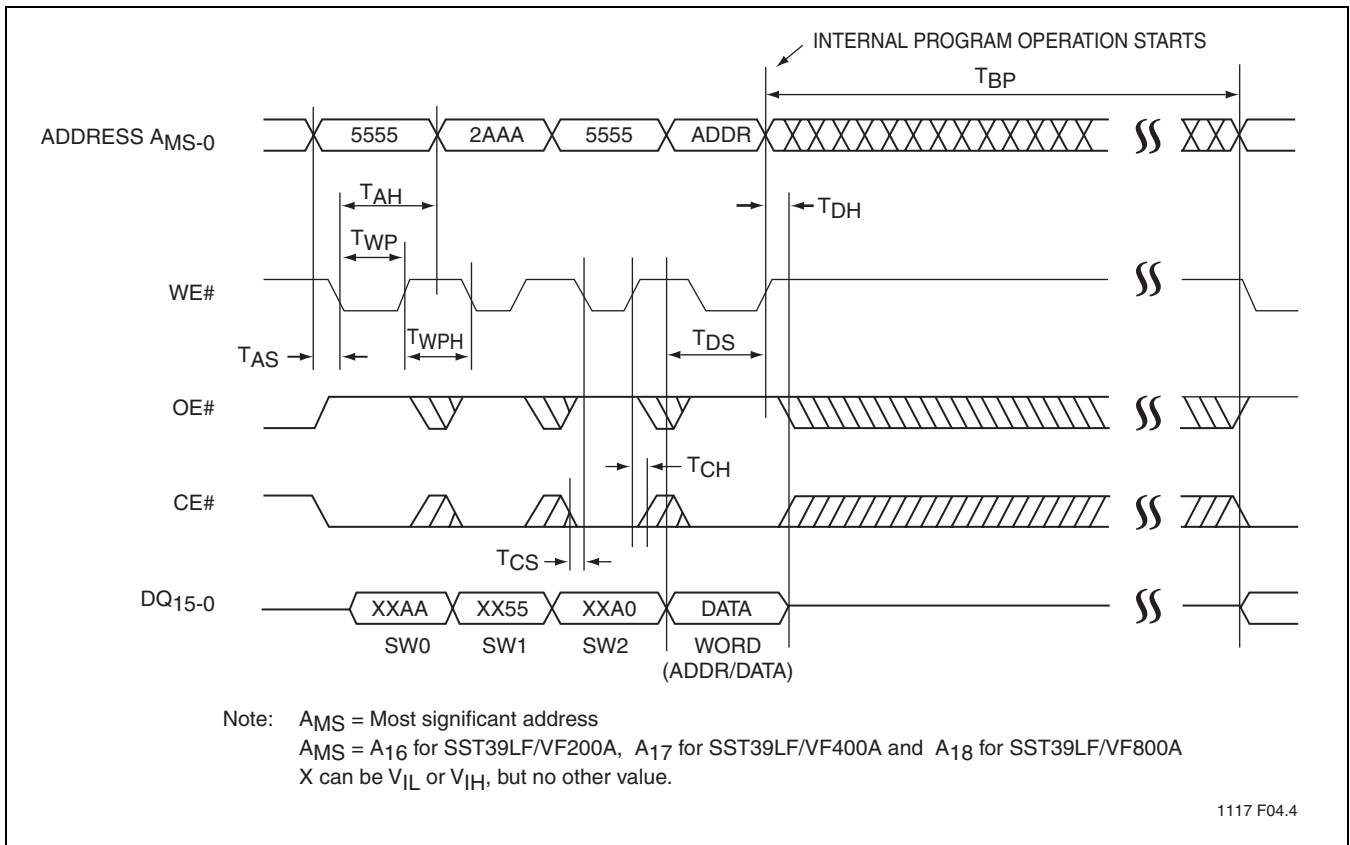 INTERNAL PROGRAM OPERATION STARTS
TBP
ADDRESS AMS-0
5555 2AAA 5555 ADDR
TAH
TDH
TWP
WE#
TWPH
TDS
TAS
OE#
TCH
CE#
TCS
DQ15-0
XXAA XX55 XXA0 DATA
SW0 SW1 SW2 WORD
(ADDR/DATA)
Note: AMS = Most significant address
AMS = A16 for SST39LF/VF200A, A17 for SST39LF/VF400A and A18 for SST39LF/VF800A
X can be VIL or VIH, but no other value.
1117 F04.4